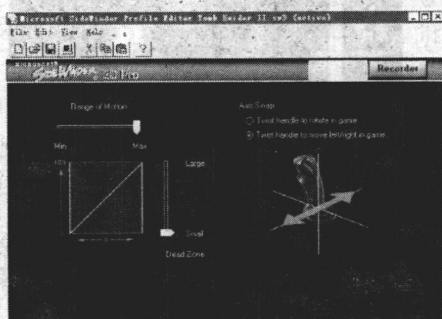 Microsoft SideWinder Profile Editor Tomb Raider II sw3 (active)
File Edit View Help
MICROSOFT
SideWinder 3D Pro
Recorder
Range of Motion
Min Max
Large
Small
Dead Zone
Axis Swap
Twist handle to rotate in game
Twist handle to move left/right in game